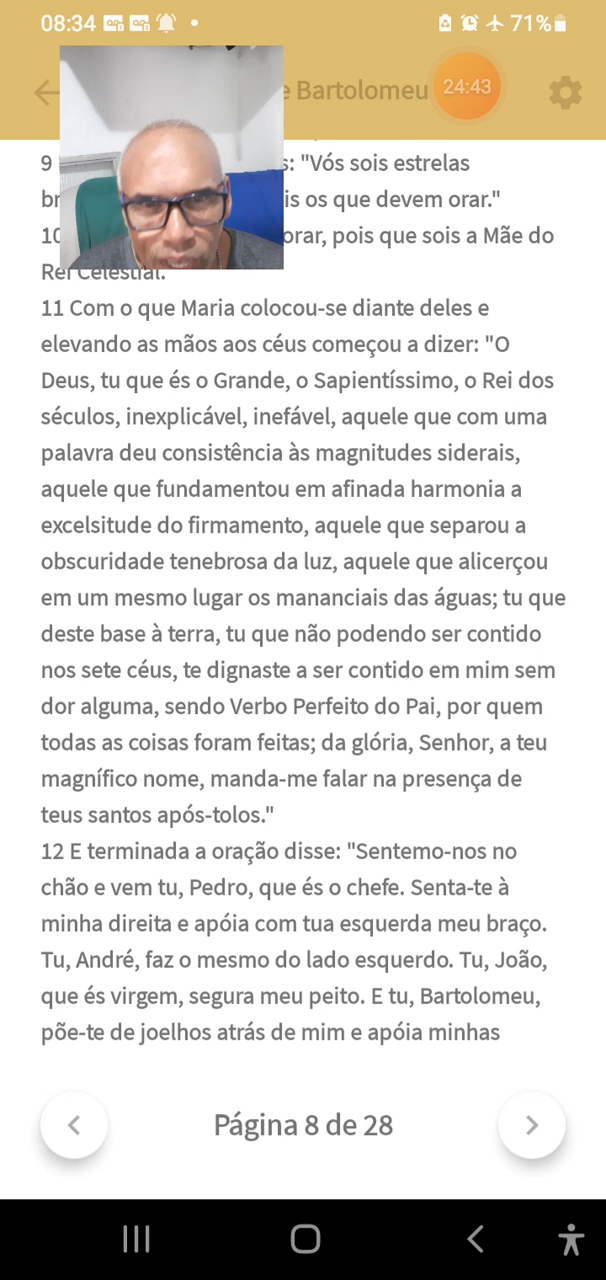 08:34 71%
e Bartolomeu 24:43
9 s: "Vós sois estrelas
br is os que devem orar."
10 orar, pois que sois a Mãe do
Rei Celestial.
11 Com o que Maria colocou-se diante deles e
elevando as mãos aos céus começou a dizer: "O
Deus, tu que és o Grande, o Sapientíssimo, o Rei dos
séculos, inexplicável, inefável, aquele que com uma
palavra deu consistência às magnitudes siderais,
aquele que fundamentou em afinada harmonia a
excelsitude do firmamento, aquele que separou a
obscuridade tenebrosa da luz, aquele que alicerçou
em um mesmo lugar os mananciais das águas; tu que
deste base à terra, tu que não podendo ser contido
nos sete céus, te dignaste a ser contido em mim sem
dor alguma, sendo Verbo Perfeito do Pai, por quem
todas as coisas foram feitas; da glória, Senhor, a teu
magnífico nome, manda-me falar na presença de
teus santos após-tolos."
12 E terminada a oração disse: "Sentemo-nos no
chão e vem tu, Pedro, que és o chefe. Senta-te à
minha direita e apóia com tua esquerda meu braço.
Tu, André, faz o mesmo do lado esquerdo. Tu, João,
que és virgem, segura meu peito. E tu, Bartolomeu,
põe-te de joelhos atrás de mim e apóia minhas
Página 8 de 28